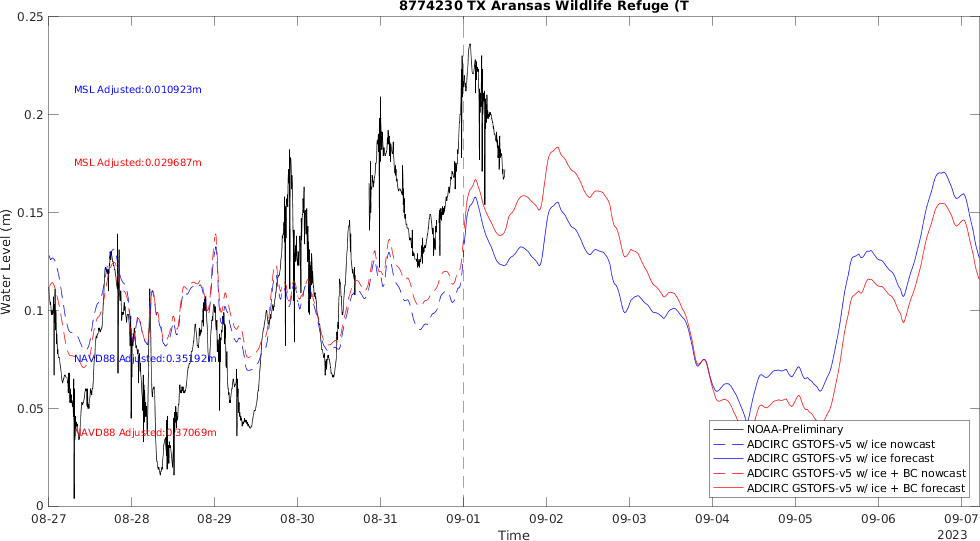 8774230 TX Aransas Wildlife Refuge (T
Water Level (m)
0.25
0.2
0.15
0.1
0.05
0
MSL Adjusted:0.010923m
MSL Adjusted:0.029687m
NAVD88 Adjusted:0.35192m
NAVD88 Adjusted:0.37069m
NOAA-Preliminary
ADCIRC GSTOFS-v5 w/ ice nowcast
ADCIRC GSTOFS-v5 w/ ice forecast
ADCIRC GSTOFS-v5 w/ ice + BC nowcast
ADCIRC GSTOFS-v5 w/ ice + BC forecast
08-27 08-28 08-29 08-30 08-31 09-01 09-02 09-03 09-04 09-05 09-06 09-07
Time
2023